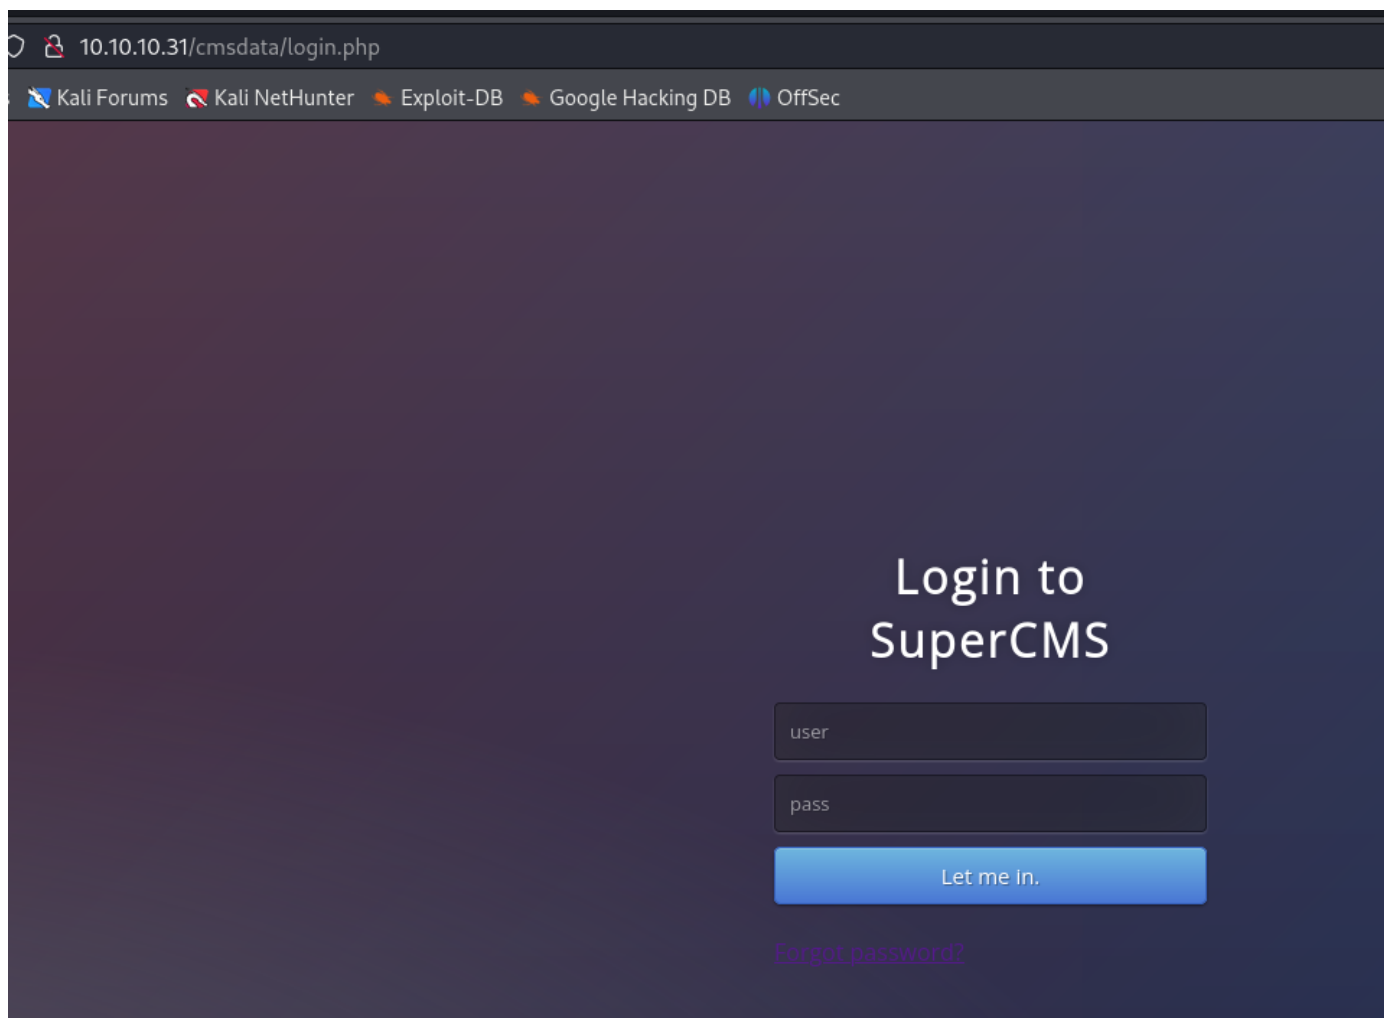 10.10.10.31/cmsdata/login.php
Kali Forums Kali NetHunter Exploit-DB Google Hacking DB OffSec
Login to
SuperCMS
user
pass
Let me in.
Forgot password?